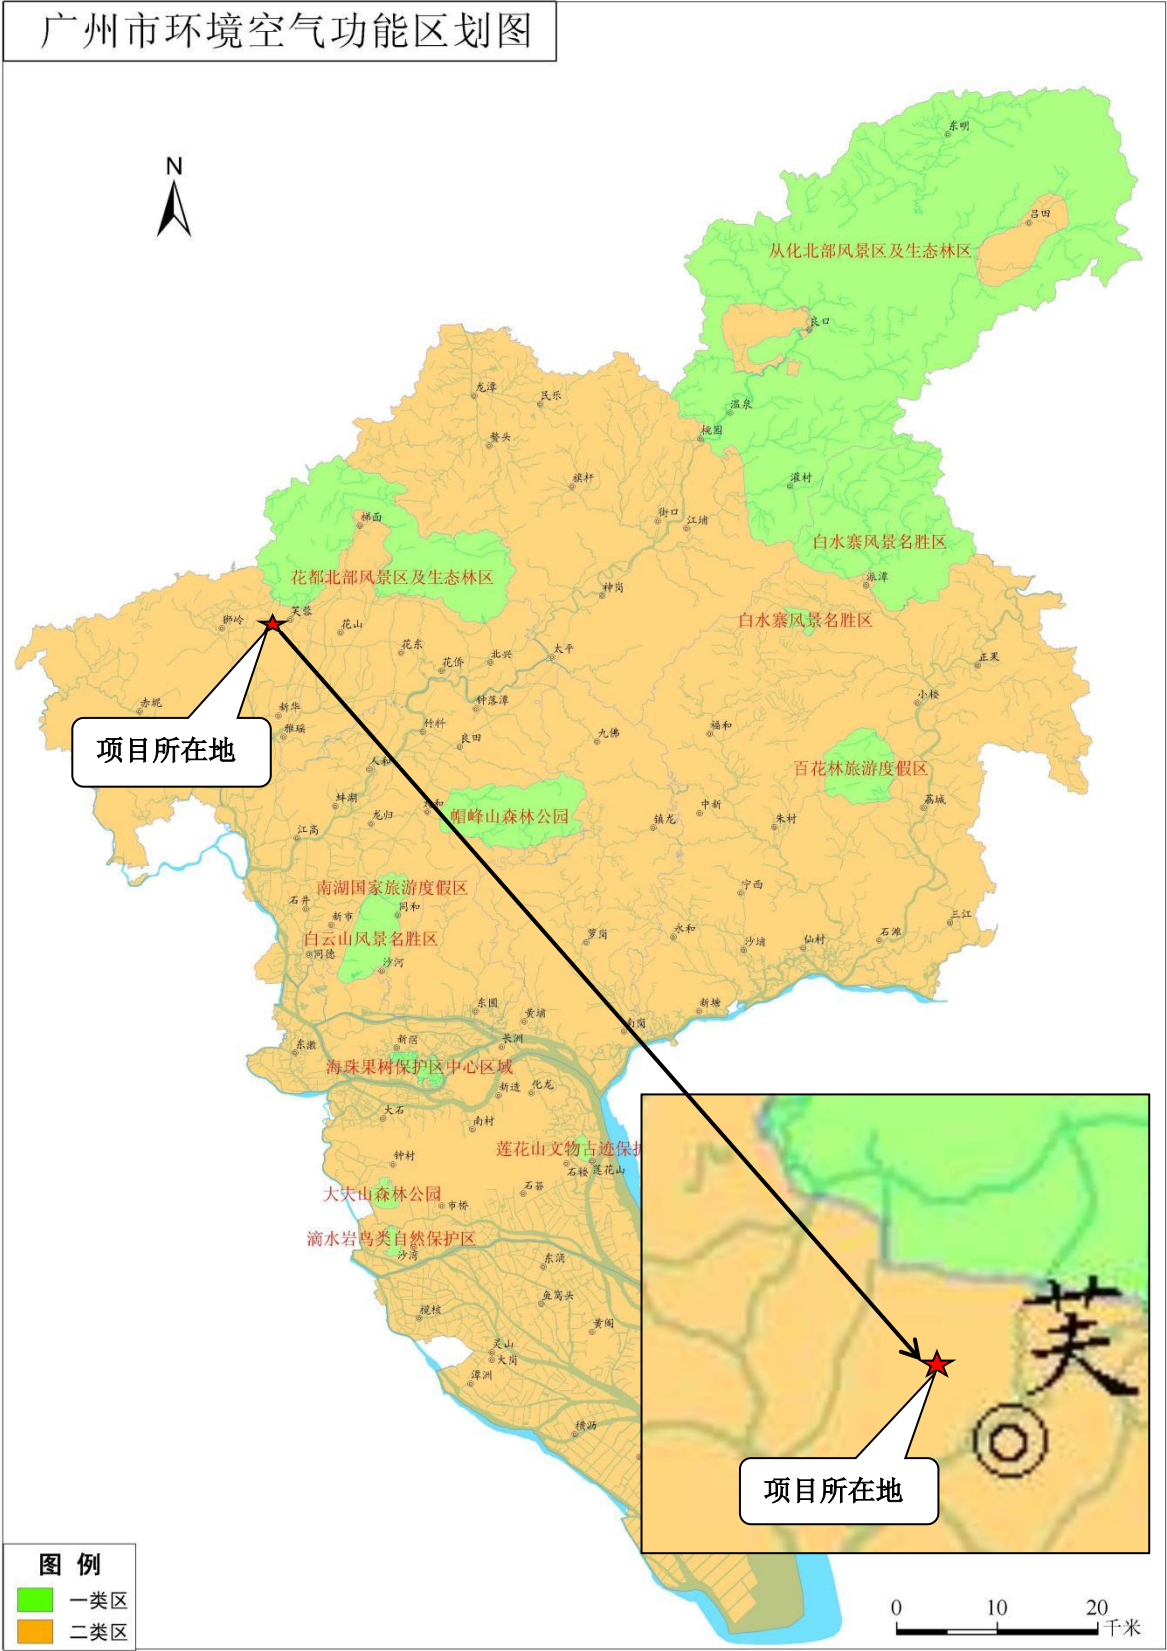 广州市环境空气功能区划图
N
东明
吕田
从化北部风景区及生态林区
良口
龙潭
民乐
温泉
桃园
鳌头
旗杆
灌村
街口
江埔
梯面
白水寨风景名胜区
花都北部风景区及生态林区
派潭
神岗
芙蓉
狮岭
花山
白水寨风景名胜区
花东
北兴
太平
花侨
正果
小楼
赤坭
新华
钟落潭
雅瑶
竹料
良田
九佛
福和
项目所在地
人和
百花林旅游度假区
蚌湖
太和
龙归
帽峰山森林公园
中新
荔城
镇龙
朱村
江高
南湖国家旅游度假区
宁西
石井
同和
新市
三江
白云山风景名胜区
萝岗
永和
沙埔
仙村
石滩
同德
沙河
东圃
黄埔
新塘
南岗
东漖
新滘
长洲
海珠果树保护区中心区域
新造
化龙
大石
南村
莲花山文物古迹保护
钟村
石楼
莲花山
大夫山森林公园
石碁
市桥
滴水岩鸟类自然保护区
沙湾
东涌
榄核
鱼窝头
黄阁
灵山
大岗
潭洲
横沥
芙
项目所在地
图 例
一类区
二类区
0 10 20
千米